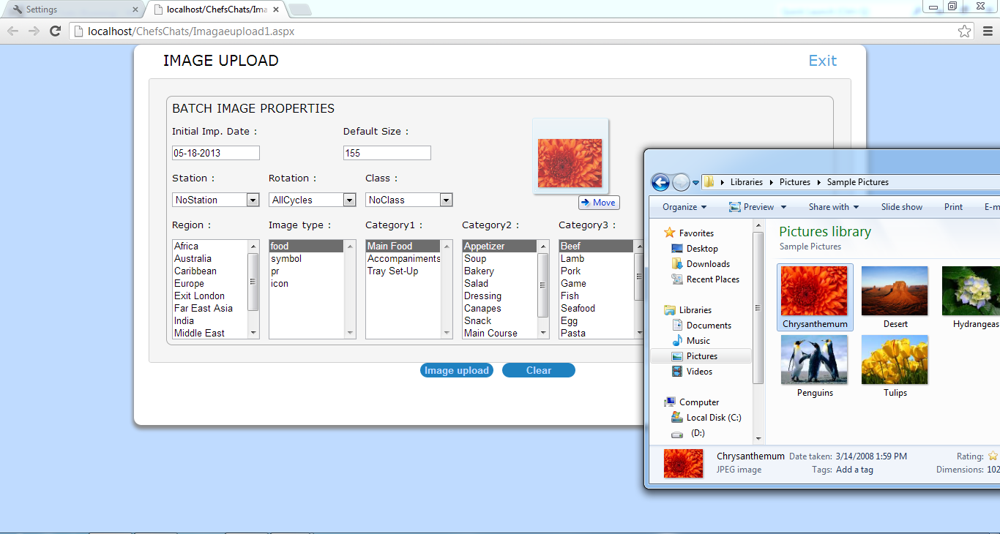 Settings
localhost/ChefsChats/Ima
localhost/ChefsChats/Imagaeupload1.aspx
IMAGE UPLOAD
Exit
BATCH IMAGE PROPERTIES
Initial Imp. Date :
Default Size :
05-18-2013
155
Station :
Rotation :
Class :
NoStation
AllCycles
NoClass
Move
Region :
Image type :
Category1 :
Category2 :
Category3 :
Africa
Australia
Caribbean
Europe
Exit London
Far East Asia
India
Middle East
food
symbol
pr
icon
Main Food
Accompaniments
Tray Set-Up
Appetizer
Soup
Bakery
Salad
Dressing
Canapes
Snack
Main Course
Beef
Lamb
Pork
Game
Fish
Seafood
Egg
Pasta
Image upload
Clear
Libraries
Pictures
Sample Pictures
Organize
Preview
Share with
Slide show
Print
E-m
Favorites
Desktop
Downloads
Recent Places
Libraries
Documents
Music
Pictures
Videos
Computer
Local Disk (C:)
(D:)
Pictures library
Sample Pictures
Chrysanthemum
Desert
Hydrangeas
Penguins
Tulips
Chrysanthemum Date taken: 3/14/2008 1:59 PM Rating:
JPEG image Tags: Add a tag Dimensions: 102